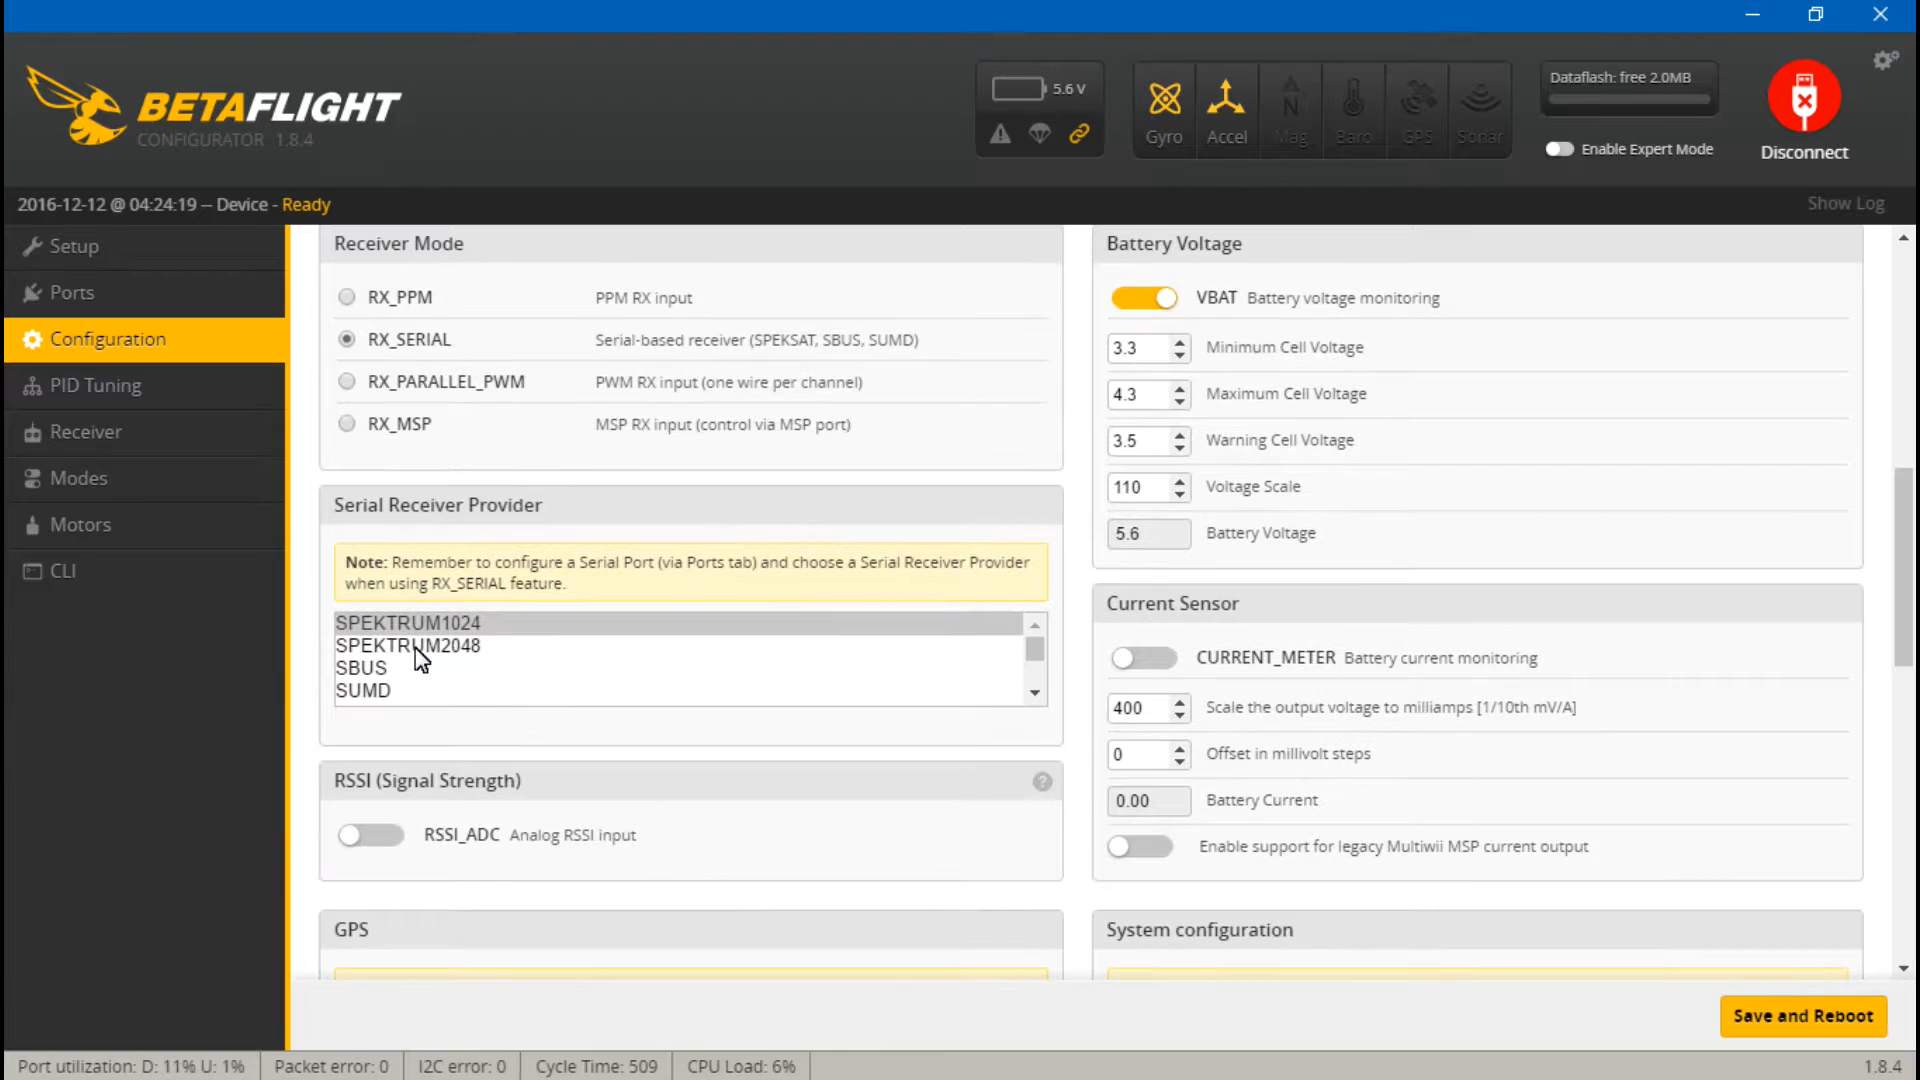 BETAFLIGHT
CONFIGURATOR 1.8.4
5.6 V
Gyro
Accel
Mag
Baro
GPS
Sonar
Dataflash: free 2.0MB
Enable Expert Mode
Disconnect
2016-12-12 @ 04:24:19 -- Device - Ready
Show Log
Setup
Ports
Configuration
PID Tuning
Receiver
Modes
Motors
CLI
Receiver Mode
RX_PPM PPM RX input
RX_SERIAL Serial-based receiver (SPEKSAT, SBUS, SUMD)
RX_PARALLEL_PWM PWM RX input (one wire per channel)
RX_MSP MSP RX input (control via MSP port)
Serial Receiver Provider
Note: Remember to configure a Serial Port (via Ports tab) and choose a Serial Receiver Provider
when using RX_SERIAL feature.
SPEKTRUM1024
SPEKTRUM2048
SBUS
SUMD
RSSI (Signal Strength)
?
RSSI_ADC Analog RSSI input
GPS
Battery Voltage
VBAT Battery voltage monitoring
3.3 Minimum Cell Voltage
4.3 Maximum Cell Voltage
3.5 Warning Cell Voltage
110 Voltage Scale
5.6 Battery Voltage
Current Sensor
CURRENT_METER Battery current monitoring
400 Scale the output voltage to milliamps [1/10th mV/A]
0 Offset in millivolt steps
0.00 Battery Current
Enable support for legacy Multiwii MSP current output
System configuration
Save and Reboot
Port utilization: D: 11% U: 1%
Packet error: 0
I2C error: 0
Cycle Time: 509
CPU Load: 6%
1.8.4